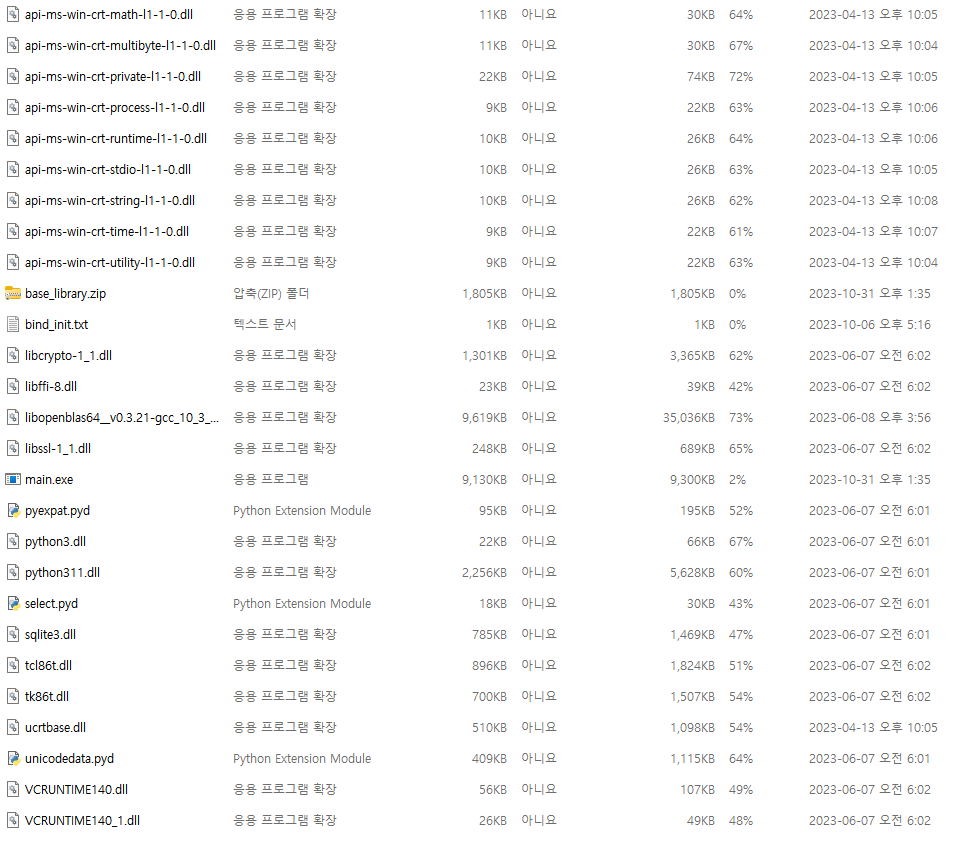 api-ms-win-crt-math-l1-1-0.dll 응용 프로그램 확장 11KB 아니요 30KB 64% 2023-04-13 오후 10:05
api-ms-win-crt-multibyte-l1-1-0.dll 응용 프로그램 확장 11KB 아니요 30KB 67% 2023-04-13 오후 10:04
api-ms-win-crt-private-l1-1-0.dll 응용 프로그램 확장 22KB 아니요 74KB 72% 2023-04-13 오후 10:05
api-ms-win-crt-process-l1-1-0.dll 응용 프로그램 확장 9KB 아니요 22KB 63% 2023-04-13 오후 10:06
api-ms-win-crt-runtime-l1-1-0.dll 응용 프로그램 확장 10KB 아니요 26KB 64% 2023-04-13 오후 10:06
api-ms-win-crt-stdio-l1-1-0.dll 응용 프로그램 확장 10KB 아니요 26KB 63% 2023-04-13 오후 10:05
api-ms-win-crt-string-l1-1-0.dll 응용 프로그램 확장 10KB 아니요 26KB 62% 2023-04-13 오후 10:08
api-ms-win-crt-time-l1-1-0.dll 응용 프로그램 확장 9KB 아니요 22KB 61% 2023-04-13 오후 10:07
api-ms-win-crt-utility-l1-1-0.dll 응용 프로그램 확장 9KB 아니요 22KB 63% 2023-04-13 오후 10:04
base_library.zip 압축(ZIP) 폴더 1,805KB 아니요 1,805KB 0% 2023-10-31 오후 1:35
bind_init.txt 텍스트 문서 1KB 아니요 1KB 0% 2023-10-06 오후 5:16
libcrypto-1_1.dll 응용 프로그램 확장 1,301KB 아니요 3,365KB 62% 2023-06-07 오전 6:02
libffi-8.dll 응용 프로그램 확장 23KB 아니요 39KB 42% 2023-06-07 오전 6:02
libopenblas64__v0.3.21-gcc_10_3_... 응용 프로그램 확장 9,619KB 아니요 35,036KB 73% 2023-06-08 오후 3:56
libssl-1_1.dll 응용 프로그램 확장 248KB 아니요 689KB 65% 2023-06-07 오전 6:02
main.exe 응용 프로그램 9,130KB 아니요 9,300KB 2% 2023-10-31 오후 1:35
pyexpat.pyd Python Extension Module 95KB 아니요 195KB 52% 2023-06-07 오전 6:01
python3.dll 응용 프로그램 확장 22KB 아니요 66KB 67% 2023-06-07 오전 6:01
python311.dll 응용 프로그램 확장 2,256KB 아니요 5,628KB 60% 2023-06-07 오전 6:01
select.pyd Python Extension Module 18KB 아니요 30KB 43% 2023-06-07 오전 6:01
sqlite3.dll 응용 프로그램 확장 785KB 아니요 1,469KB 47% 2023-06-07 오전 6:01
tcl86t.dll 응용 프로그램 확장 896KB 아니요 1,824KB 51% 2023-06-07 오전 6:02
tk86t.dll 응용 프로그램 확장 700KB 아니요 1,507KB 54% 2023-06-07 오전 6:02
ucrtbase.dll 응용 프로그램 확장 510KB 아니요 1,098KB 54% 2023-04-13 오후 10:05
unicodedata.pyd Python Extension Module 409KB 아니요 1,115KB 64% 2023-06-07 오전 6:01
VCRUNTIME140.dll 응용 프로그램 확장 56KB 아니요 107KB 49% 2023-06-07 오전 6:02
VCRUNTIME140_1.dll 응용 프로그램 확장 26KB 아니요 49KB 48% 2023-06-07 오전 6:02